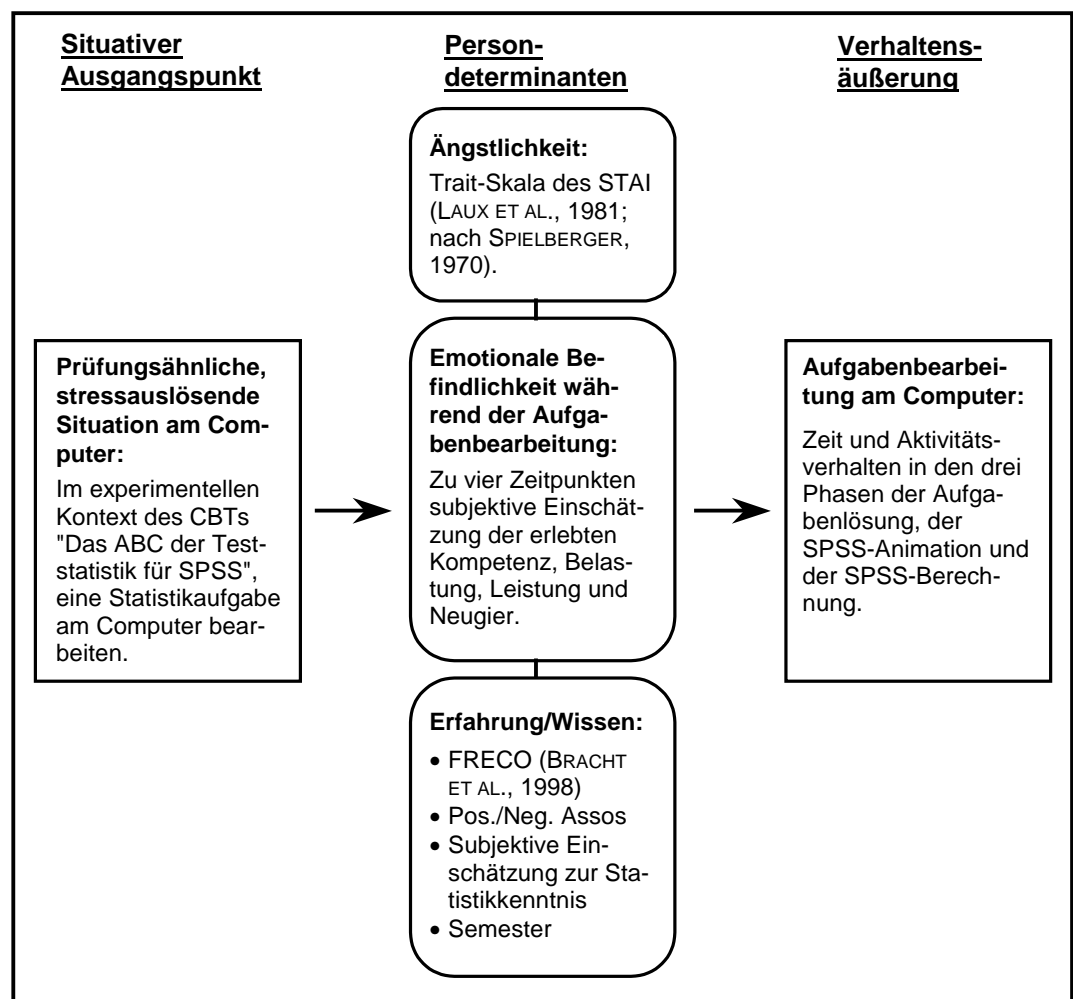 Situativer
Ausgangspunkt
Person-
determinanten
Verhaltens-
äußerung
Ängstlichkeit:
Trait-Skala des STAI
(LAUX ET AL., 1981;
nach SPIELBERGER,
1970).
Prüfungsähnliche,
stressauslösende
Situation am Com-
puter:
Im experimentellen
Kontext des CBTs
"Das ABC der Test-
statistik für SPSS",
eine Statistikaufgabe
am Computer bear-
beiten.
Emotionale Be-
findlichkeit wäh-
rend der Aufga-
benbearbeitung:
Zu vier Zeitpunkten
subjektive Einschät-
zung der erlebten
Kompetenz, Belas-
tung, Leistung und
Neugier.
Aufgabenbearbei-
tung am Computer:
Zeit und Aktivitäts-
verhalten in den drei
Phasen der Aufga-
benlösung, der
SPSS-Animation und
der SPSS-Berech-
nung.
Erfahrung/Wissen:
• FRECO (BRACHT
ET AL., 1998)
• Pos./Neg. Assos
• Subjektive Ein-
schätzung zur Sta-
tistikkenntnis
• Semester